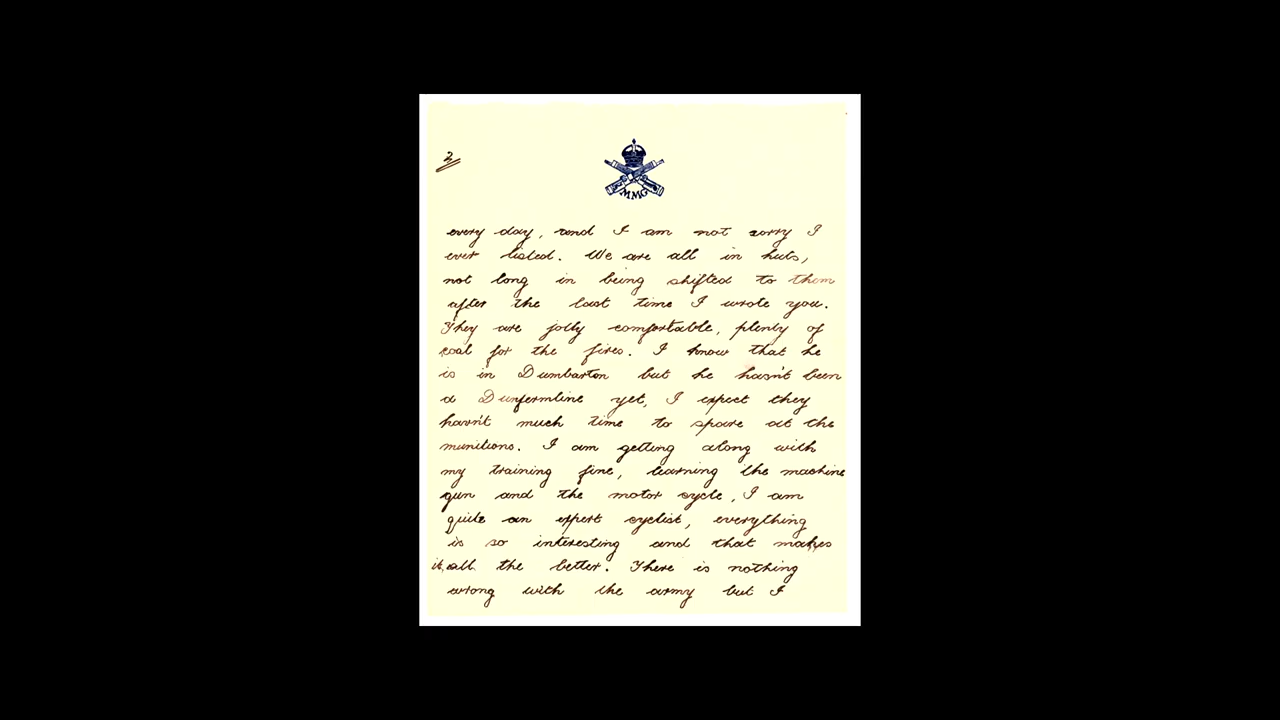 2
MMG
every day, and I am not sorry I
ever listed. We are all in huts,
not long in being shifted to them
after the last time I wrote you.
They are jolly comfortable, plenty of
coal for the fires. I know that he
is in Dumbarton but he hasn't been
a Dunfermline yet, I expect they
havn't much time to spare at the
munitions. I am getting along with
my training fine, learning the machine
gun and the motor cycle, I am
quite an expert cyclist, everything
is so interesting and that makes
it, all the better. There is nothing
wrong with the army but I